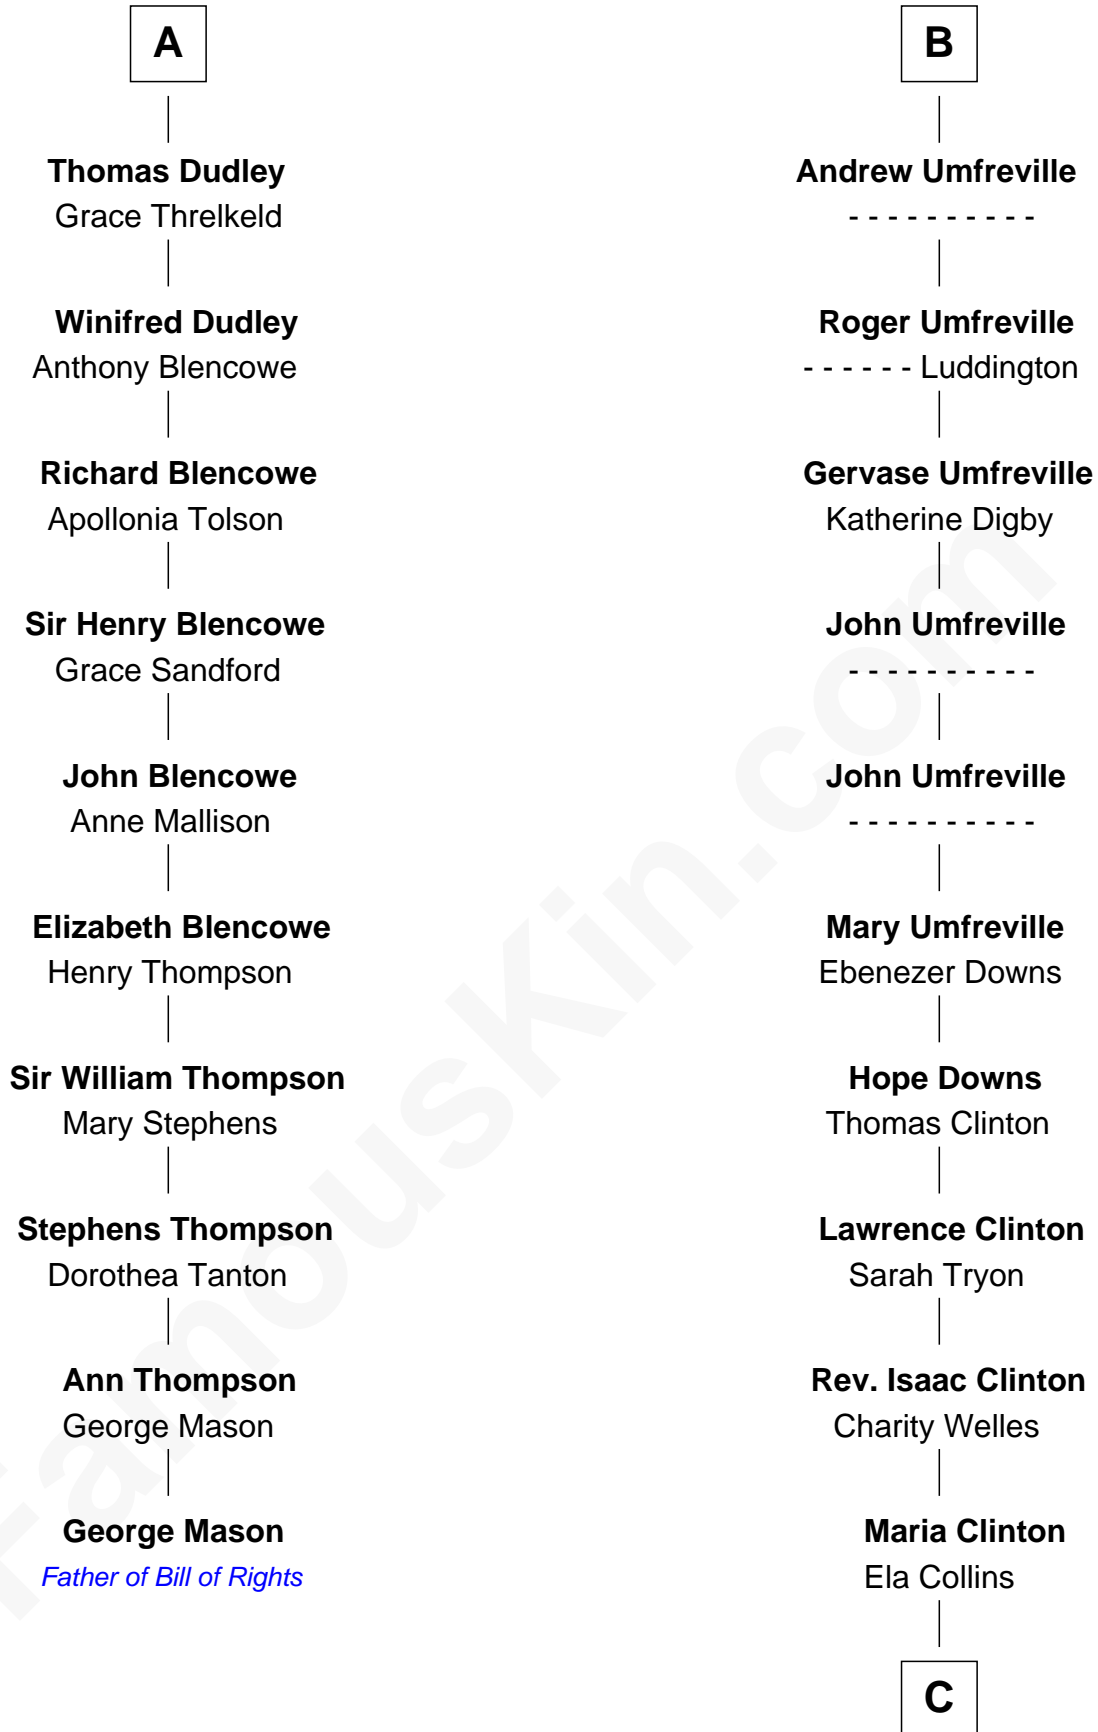 A
Thomas Dudley
Grace Threlkeld
Winifred Dudley
Anthony Blencowe
Richard Blencowe
Apollonia Tolson
Sir Henry Blencowe
Grace Sandford
John Blencowe
Anne Mallison
Elizabeth Blencowe
Henry Thompson
Sir William Thompson
Mary Stephens
Stephens Thompson
Dorothea Tanton
Ann Thompson
George Mason
George Mason
Father of Bill of Rights
B
Andrew Umfreville
- - - - - - - - - -
Roger Umfreville
- - - - - - Luddington
Gervase Umfreville
Katherine Digby
John Umfreville
- - - - - - - - - -
John Umfreville
- - - - - - - - - -
Mary Umfreville
Ebenezer Downs
Hope Downs
Thomas Clinton
Lawrence Clinton
Sarah Tryon
Rev. Isaac Clinton
Charity Welles
Maria Clinton
Ela Collins
C
FamousKin.com